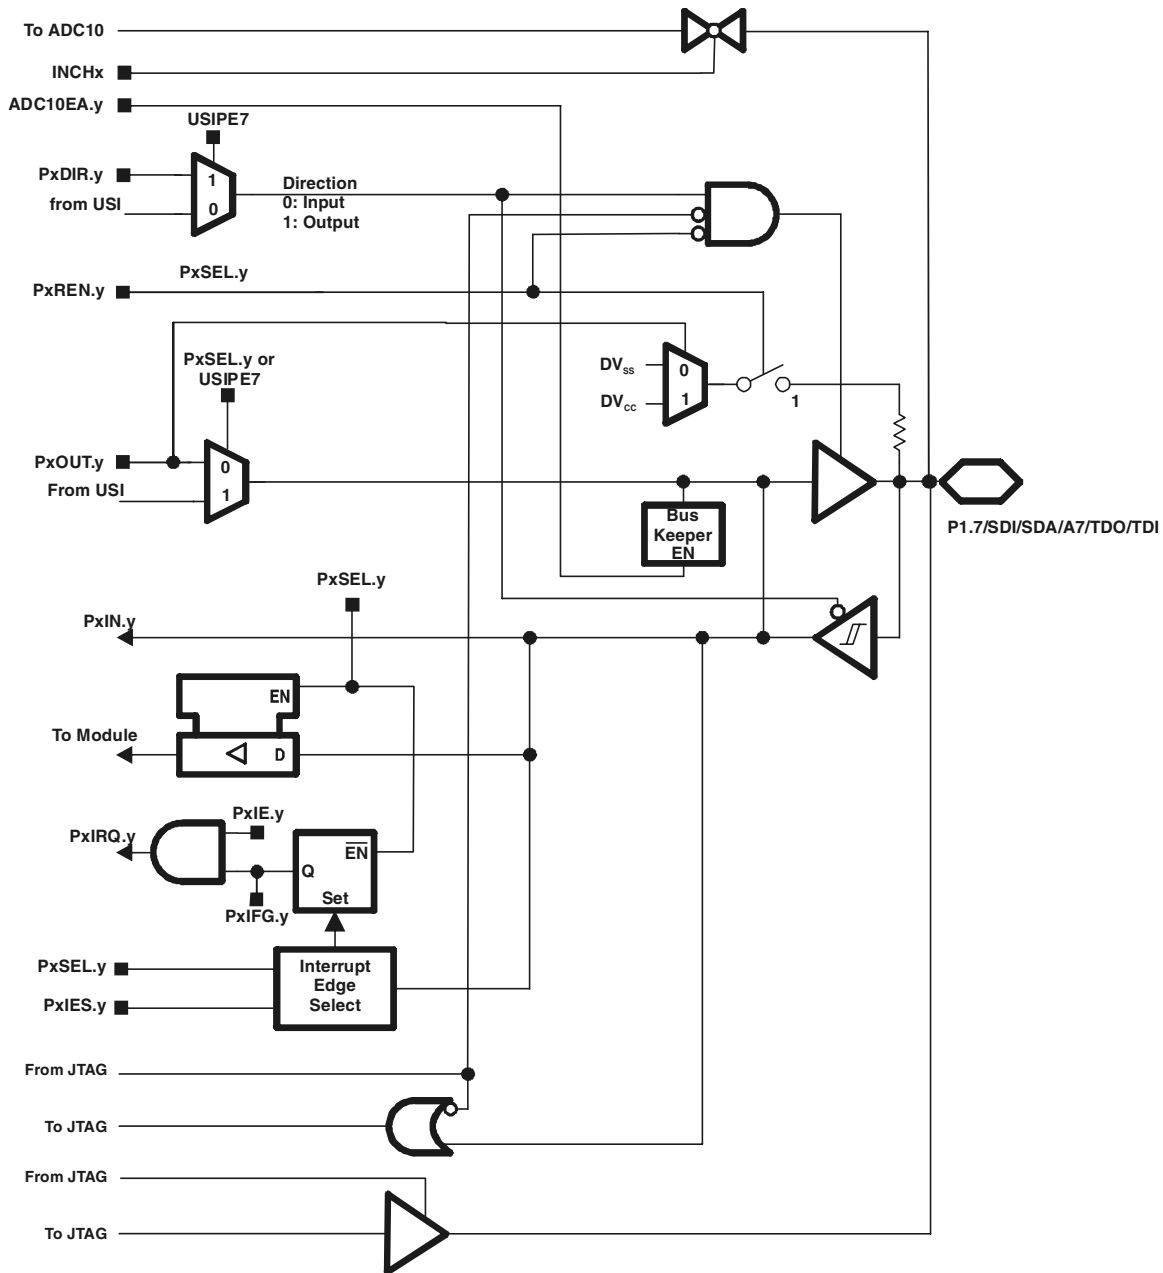 To ADC10
INCHx
ADC10EA.y
USIPE7
PxDIR.y
1
from USI
0
Direction
0: Input
1: Output
PxSEL.y
PxREN.y
PxSEL.y or
USIPE7
DVSS
0
DVCC
1
1
PxOUT.y
0
From USI
1
Bus
Keeper
EN
P1.7/SDI/SDA/A7/TDO/TDI
PxSEL.y
PxIN.y
EN
To Module
D
PxIE.y
PxIRQ.y
EN
Q
Set
PxIFG.y
PxSEL.y
Interrupt
Edge
Select
PxIES.y
From JTAG
To JTAG
From JTAG
To JTAG